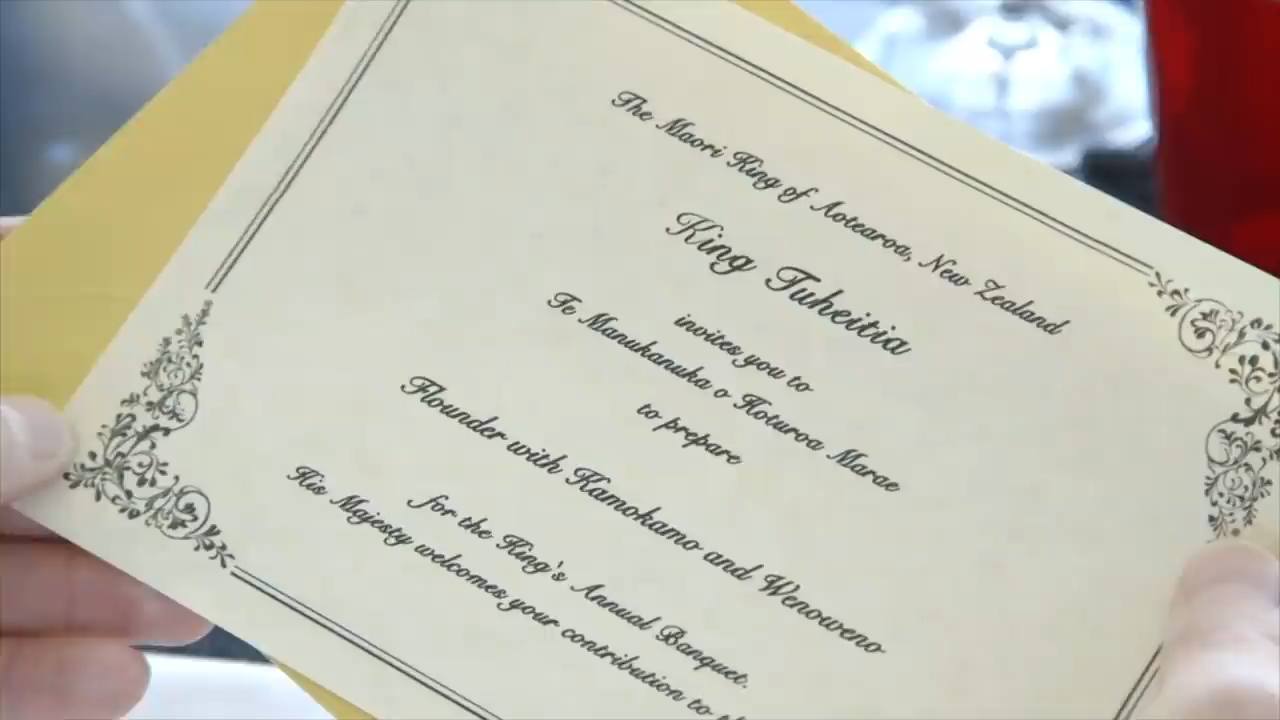 The Maori King of Aotearoa, New Zealand
King Tuheitia
invites you to
Te Manukanuka o Hoturoa Marae
to prepare
Flounder with Kamokamo and Wenoweno
for the King's Annual Banquet.
His Majesty welcomes your contribution to